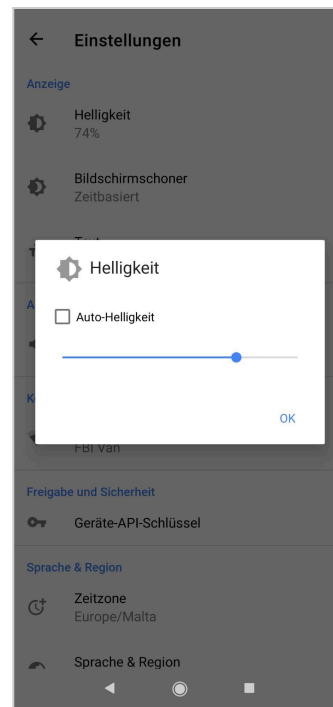 Einstellungen
Anzeige
Helligkeit
74%
Bildschirmschoner
Zeitbasiert
Helligkeit
Auto-Helligkeit
OK
FBI Van
Freigabe und Sicherheit
Geräte-API-Schlüssel
Sprache & Region
Zeitzone
Europe/Malta
Sprache & Region